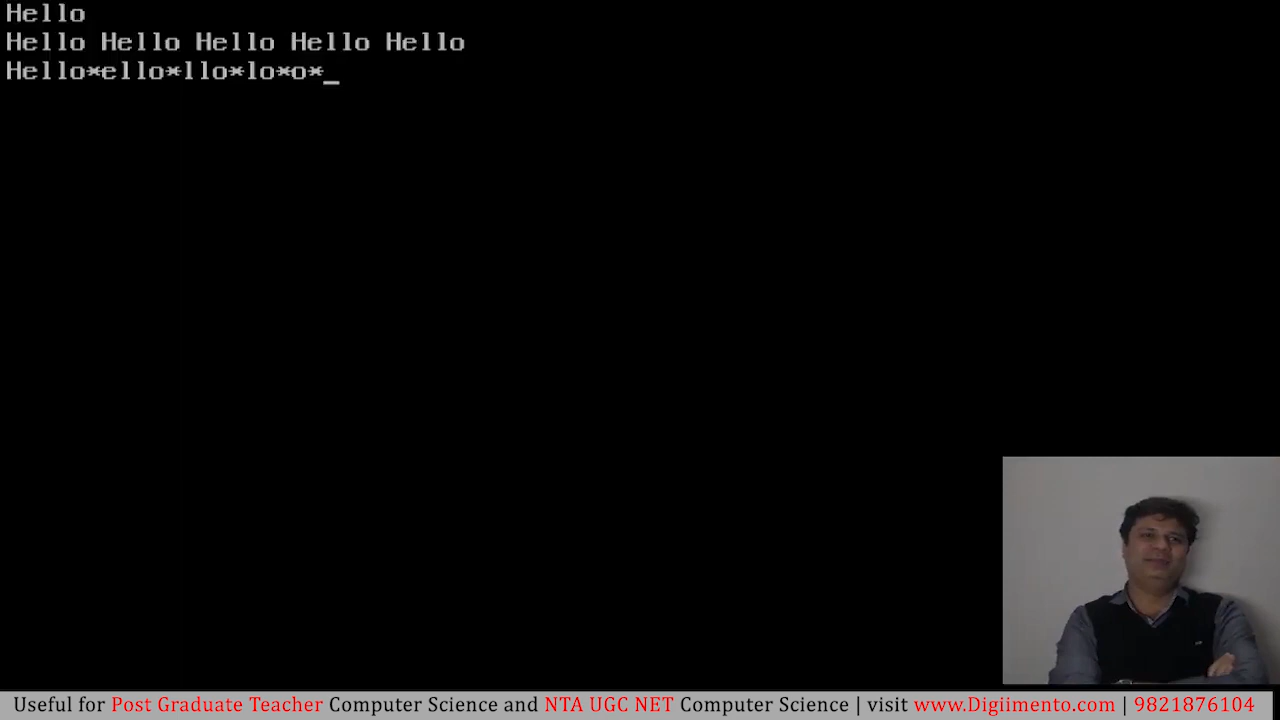 Hello
Hello Hello Hello Hello Hello
Hello*ello*llo*lo*o*_
Useful for Post Graduate Teacher Computer Science and NTA UGC NET Computer Science | visit www.Digiimento.com | 9821876104